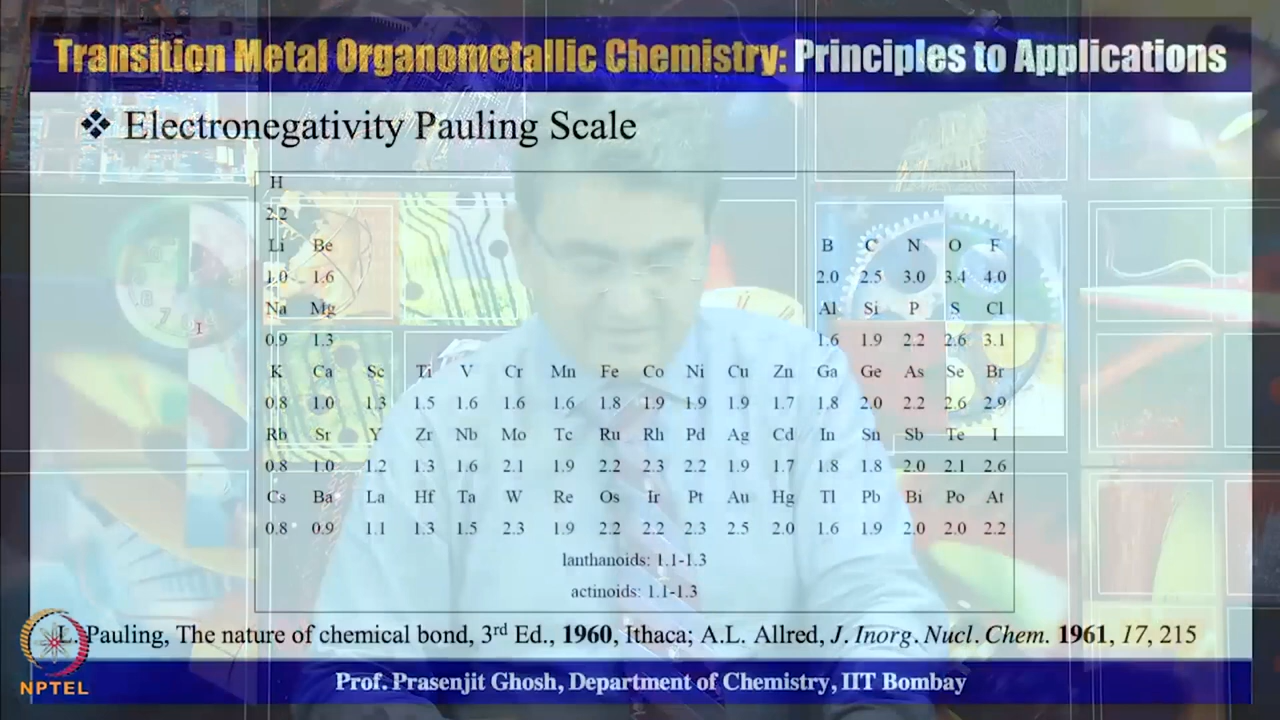 Transition Metal Organometallic Chemistry: Principles to Applications
❖ Electronegativity Pauling Scale
H
2.2
Li Be B C N O F
1.0 1.6 2.0 2.5 3.0 3.4 4.0
Na Mg Al Si P S Cl
0.9 1.3 1.6 1.9 2.2 2.6 3.1
K Ca Sc Ti V Cr Mn Fe Co Ni Cu Zn Ga Ge As Se Br
0.8 1.0 1.3 1.5 1.6 1.6 1.6 1.8 1.9 1.9 1.9 1.7 1.8 2.0 2.2 2.6 2.9
Rb Sr Y Zr Nb Mo Tc Ru Rh Pd Ag Cd In Sn Sb Te I
0.8 1.0 1.2 1.3 1.6 2.1 1.9 2.2 2.3 2.2 1.9 1.7 1.8 1.8 2.0 2.1 2.6
Cs Ba La Hf Ta W Re Os Ir Pt Au Hg Tl Pb Bi Po At
0.8 0.9 1.1 1.3 1.5 2.3 1.9 2.2 2.2 2.3 2.5 2.0 1.6 1.9 2.0 2.0 2.2
lanthanoids: 1.1-1.3
actinoids: 1.1-1.3
L. Pauling, The nature of chemical bond, 3rd Ed., 1960, Ithaca; A.L. Allred, J. Inorg. Nucl. Chem. 1961, 17, 215
NPTEL
Prof. Prasenjit Ghosh, Department of Chemistry, IIT Bombay